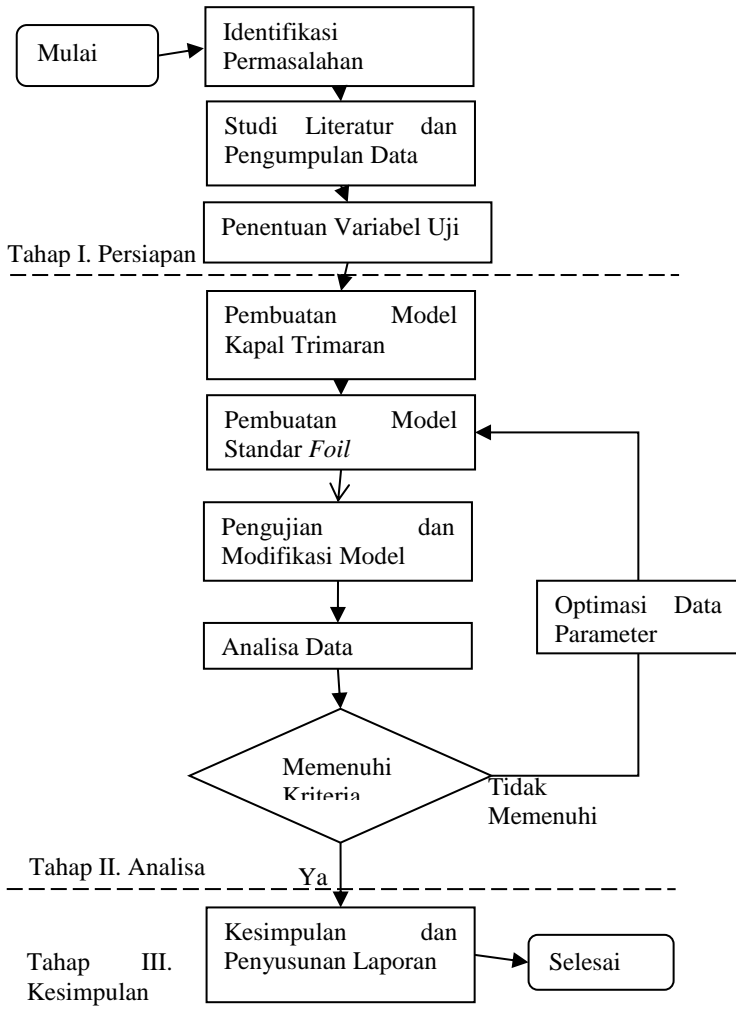 Mulai
Identifikasi
Permasalahan
Studi Literatur dan
Pengumpulan Data
Penentuan Variabel Uji
Tahap I. Persiapan
Pembuatan Model
Kapal Trimaran
Pembuatan Model
Standar Foil
Pengujian dan
Modifikasi Model
Optimasi Data
Parameter
Analisa Data
Memenuhi
Kriteria
Tidak
Memenuhi
Tahap II. Analisa
Ya
Kesimpulan dan
Penyusunan Laporan
Selesai
Tahap III.
Kesimpulan